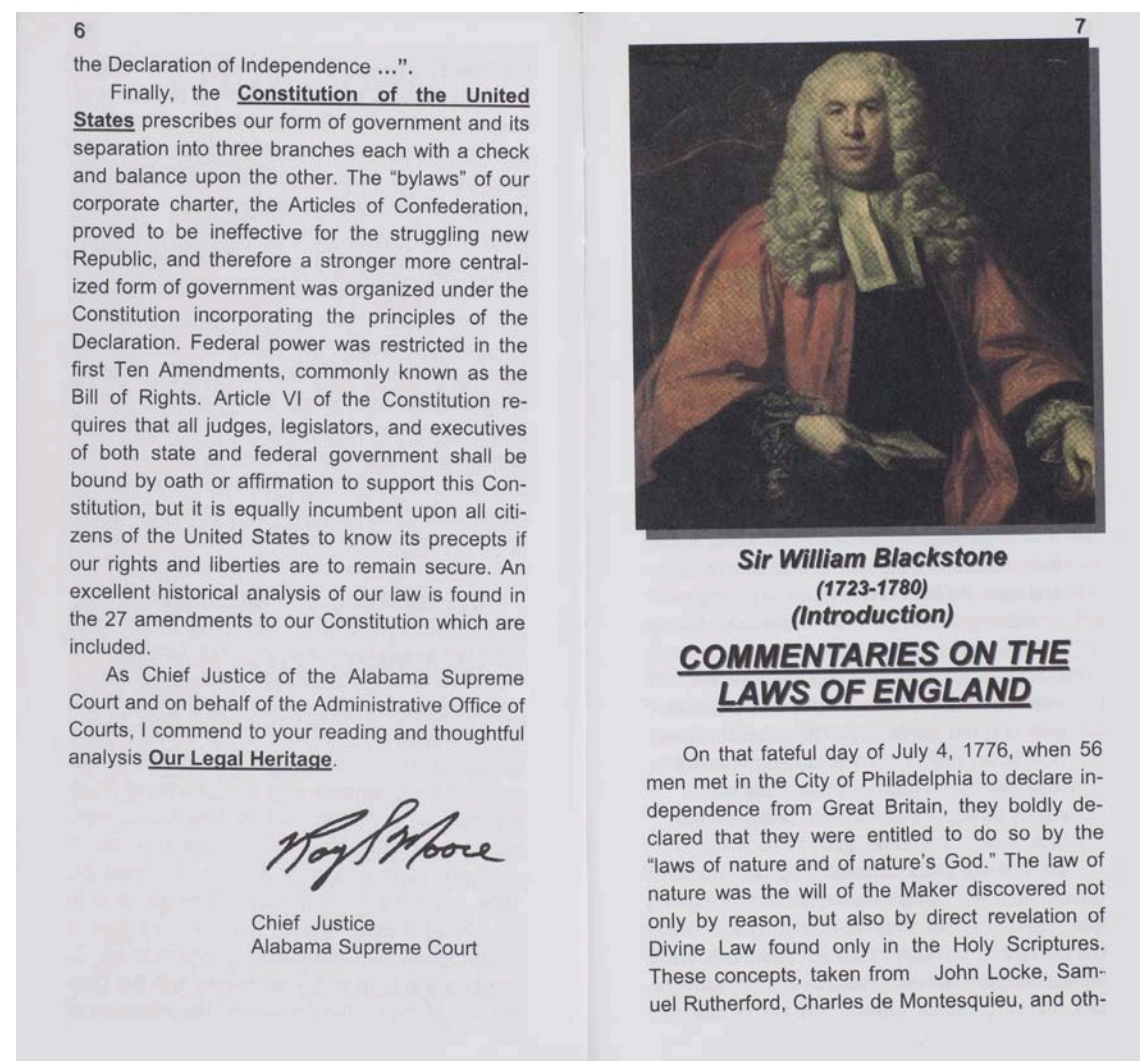 6
the Declaration of Independence ...”.
Finally, the Constitution of the United
States prescribes our form of government and its
separation into three branches each with a check
and balance upon the other. The “bylaws” of our
corporate charter, the Articles of Confederation,
proved to be ineffective for the struggling new
Republic, and therefore a stronger more central-
ized form of government was organized under the
Constitution incorporating the principles of the
Declaration. Federal power was restricted in the
first Ten Amendments, commonly known as the
Bill of Rights. Article VI of the Constitution re-
quires that all judges, legislators, and executives
of both state and federal government shall be
bound by oath or affirmation to support this Con-
stitution, but it is equally incumbent upon all citi-
zens of the United States to know its precepts if
our rights and liberties are to remain secure. An
excellent historical analysis of our law is found in
the 27 amendments to our Constitution which are
included.
As Chief Justice of the Alabama Supreme
Court and on behalf of the Administrative Office of
Courts, I commend to your reading and thoughtful
analysis Our Legal Heritage.
Roy S Moore
Chief Justice
Alabama Supreme Court
7
Sir William Blackstone
(1723-1780)
(Introduction)
COMMENTARIES ON THE
LAWS OF ENGLAND
On that fateful day of July 4, 1776, when 56
men met in the City of Philadelphia to declare in-
dependence from Great Britain, they boldly de-
clared that they were entitled to do so by the
“laws of nature and of nature’s God.” The law of
nature was the will of the Maker discovered not
only by reason, but also by direct revelation of
Divine Law found only in the Holy Scriptures.
These concepts, taken from John Locke, Sam-
uel Rutherford, Charles de Montesquieu, and oth-